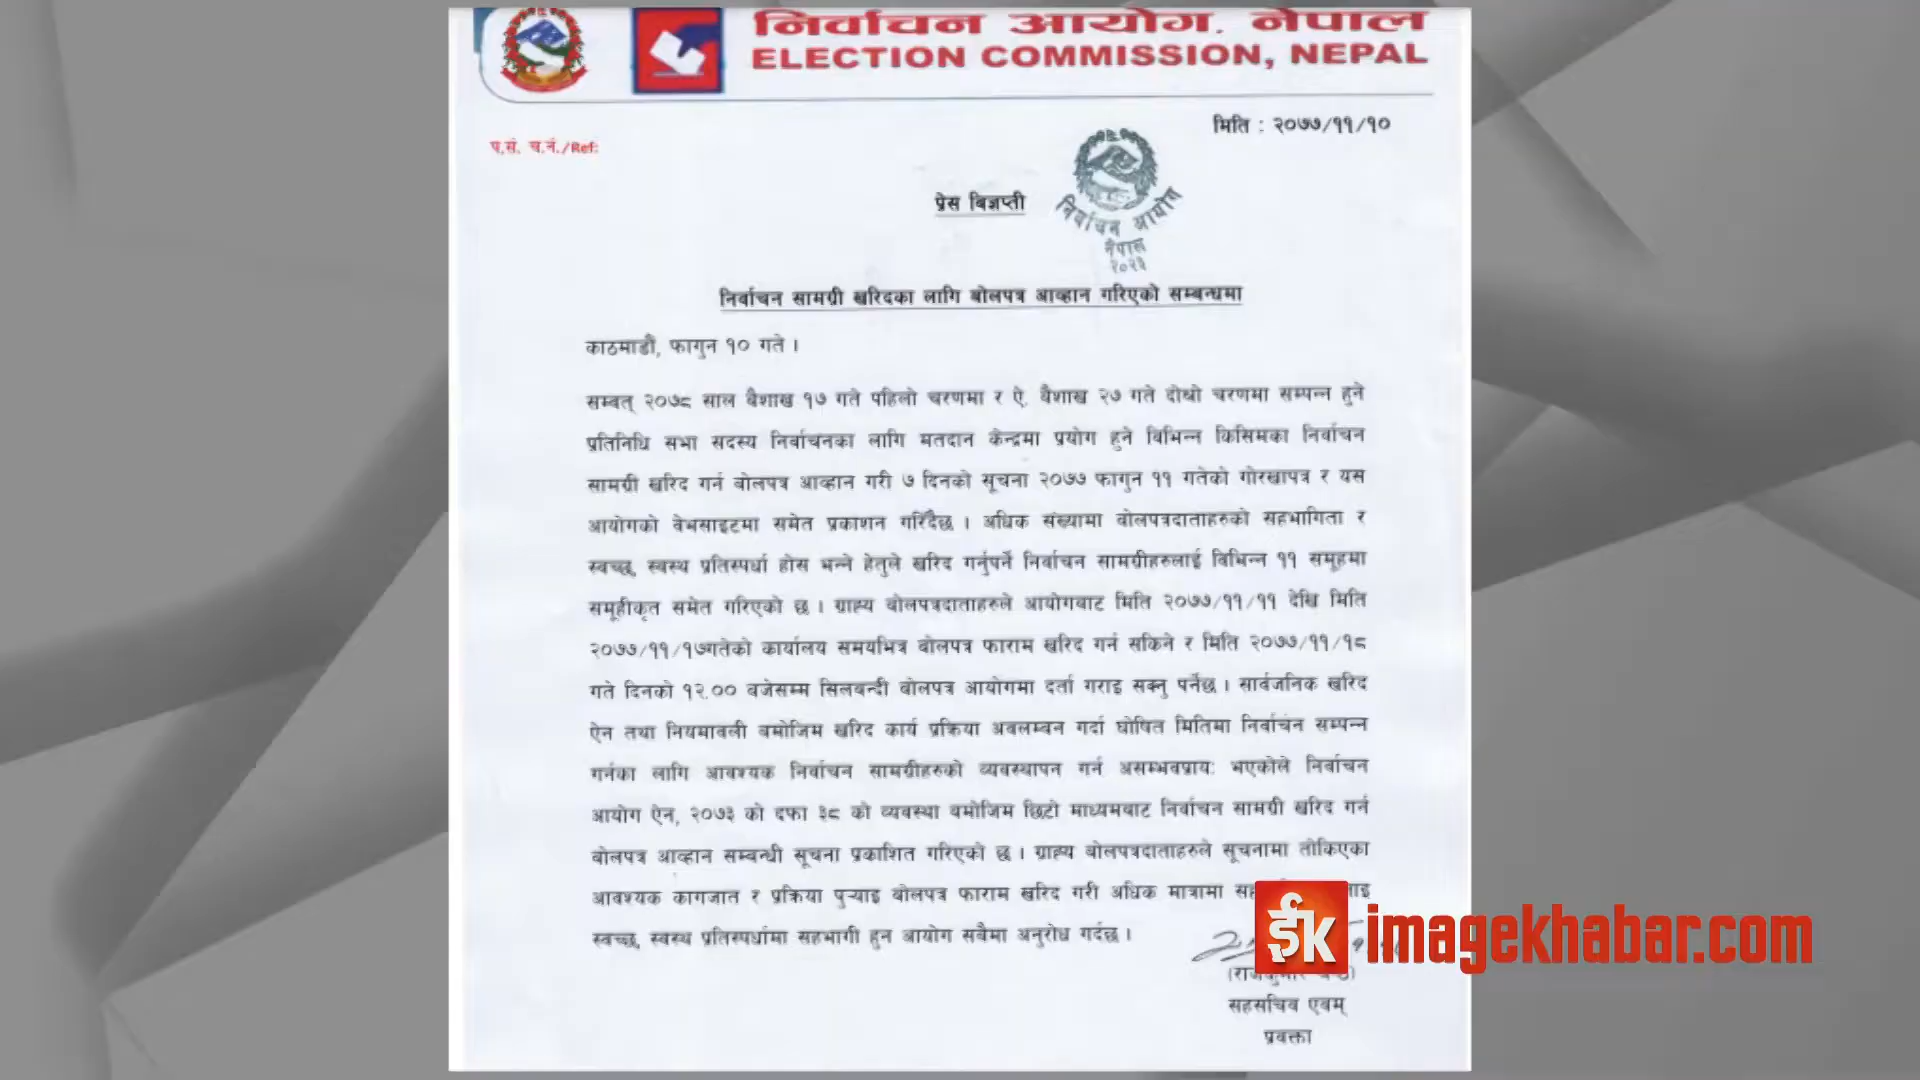 निर्वाचन आयोग, नेपाल
ELECTION COMMISSION, NEPAL
मिति : २०७७/११/१०
प.सं. च.नं./Ref:
प्रेस बिज्ञप्ती
निर्वाचन आयोग
नेपाल
२०२३
निर्वाचन सामग्री खरिदका लागि बोलपत्र आव्हान गरिएको सम्बन्धमा
काठमाडौं, फागुन १० गते ।
सम्बत् २०७८ साल बैशाख १७ गते पहिलो चरणमा र ऐ. बैशाख २७ गते दोश्रो चरणमा सम्पन्न हुने
प्रतिनिधि सभा सदस्य निर्वाचनका लागि मतदान केन्द्रमा प्रयोग हुने बिभिन्न किसिमका निर्वाचन
सामग्री खरिद गर्न बोलपत्र आव्हान गरी ७ दिनको सूचना २०७७ फागुन ११ गतेको गोरखापत्र र यस
आयोगको वेभसाइटमा समेत प्रकाशन गरिँदैछ । अधिक संख्यामा बोलपत्रदाताहरुको सहभागिता र
स्वच्छ, स्वस्थ प्रतिस्पर्धा होस भन्ने हेतुले खरिद गर्नुपर्ने निर्वाचन सामग्रीहरुलाई बिभिन्न ११ समूहमा
समूहीकृत समेत गरिएको छ । ग्राह्य बोलपत्रदाताहरुले आयोगबाट मिति २०७७/११/११ देखि मिति
२०७७/११/१७गतेको कार्यालय समयभित्र बोलपत्र फाराम खरिद गर्न सकिने र मिति २०७७/११/१८
गते दिनको १२.०० बजेसम्म सिलबन्दी बोलपत्र आयोगमा दर्ता गराइ सक्नु पर्नेछ । सार्वजनिक खरिद
ऐन तथा नियमावली बमोजिम खरिद कार्य प्रक्रिया अवलम्बन गर्दा घोषित मितिमा निर्वाचन सम्पन्न
गर्नका लागि आवश्यक निर्वाचन सामग्रीहरुको व्यवस्थापन गर्न असम्भवप्राय: भएकोले निर्वाचन
आयोग ऐन, २०७३ को दफा ३८ को व्यवस्था बमोजिम छिटो माध्यमबाट निर्वाचन सामग्री खरिद गर्न
बोलपत्र आव्हान सम्बन्धी सूचना प्रकाशित गरिएको छ । ग्राह्य बोलपत्रदाताहरुले सूचनामा तोकिएका
आवश्यक कागजात र प्रक्रिया पुर्‍याइ बोलपत्र फाराम खरिद गरी अधिक मात्रामा
स्वच्छ, स्वस्थ प्रतिस्पर्धामा सहभागी हुन आयोग सबैमा अनुरोध गर्दछ ।
ईk imagekhabar.com
सहसचिव एवम्
प्रवक्ता